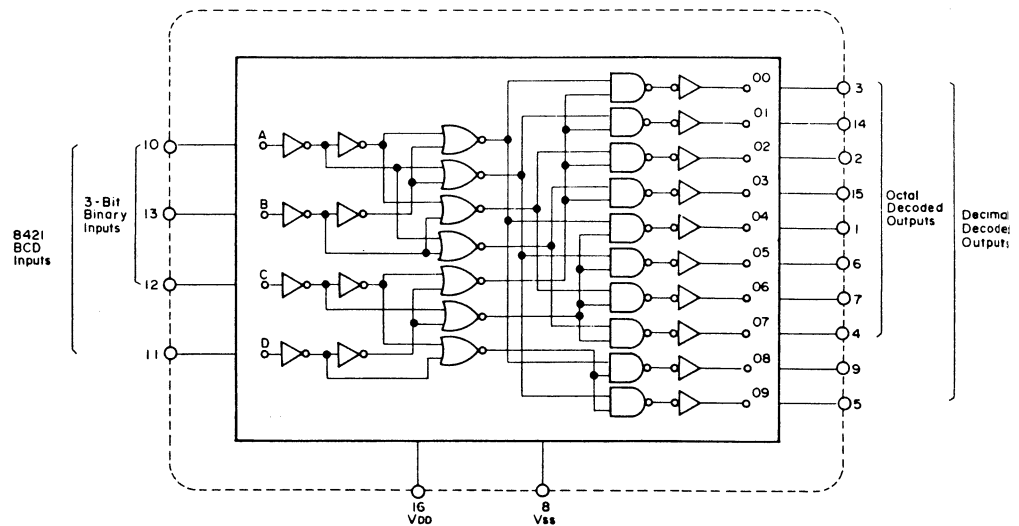 8421
BCD
Inputs
3-Bit
Binary
Inputs
10
13
12
11
A
B
C
D
00
01
02
03
04
05
06
07
08
09
3
14
2
15
1
6
7
4
9
5
Octal
Decoded
Outputs
Decimal
Decoded
Outputs
16
VDD
8
VSS